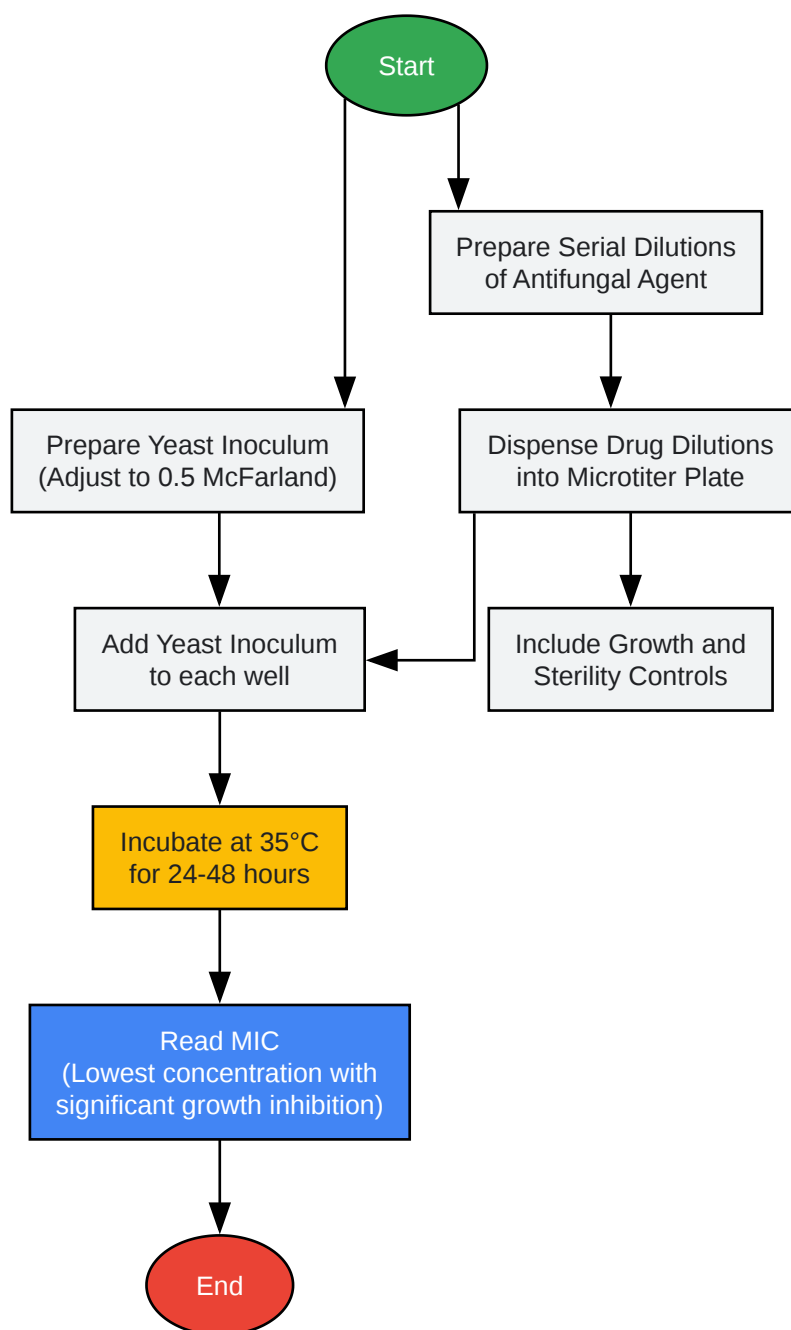 Start
Prepare Serial Dilutions
of Antifungal Agent
Prepare Yeast Inoculum
(Adjust to 0.5 McFarland)
Dispense Drug Dilutions
into Microtiter Plate
Add Yeast Inoculum
to each well
Include Growth and
Sterility Controls
Incubate at 35°C
for 24-48 hours
Read MIC
(Lowest concentration with
significant growth inhibition)
End